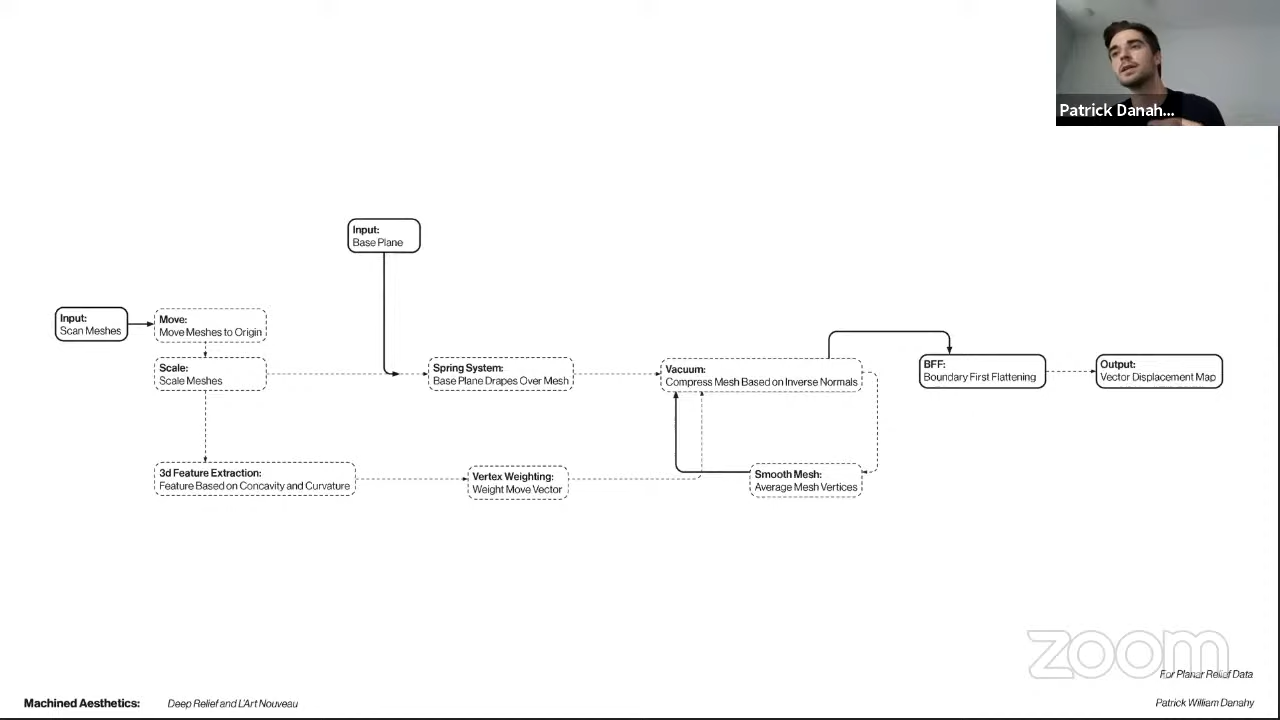 Patrick Danah...
Input:
Base Plane
Input:
Scan Meshes
Move:
Move Meshes to Origin
Scale:
Scale Meshes
Spring System:
Base Plane Drapes Over Mesh
Vacuum:
Compress Mesh Based on Inverse Normals
BFF:
Boundary First Flattening
Output:
Vector Displacement Map
3d Feature Extraction:
Feature Based on Concavity and Curvature
Vertex Weighting:
Weight Move Vector
Smooth Mesh:
Average Mesh Vertices
zoom
For Planar Relief Data
Machined Aesthetics: Deep Relief and L'Art Nouveau
Patrick William Danahy